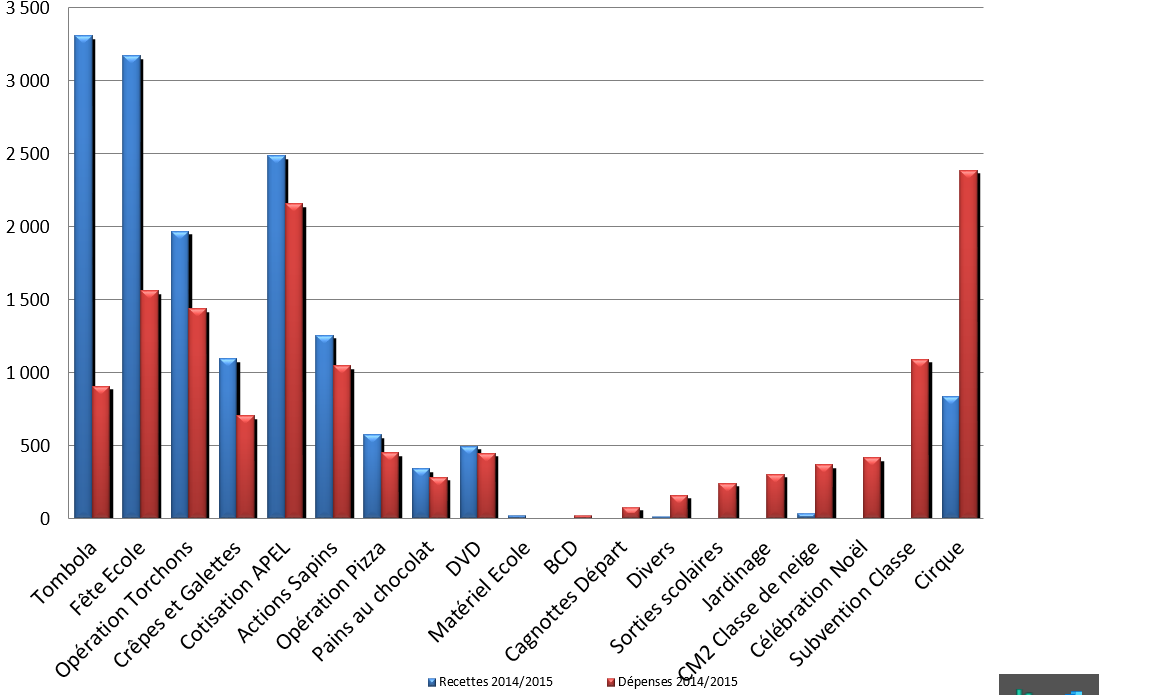 3 500
3 000
2 500
2 000
1 500
1 000
500
0
Tombola
Fête Ecole
Opération Torchons
Crêpes et Galettes
Cotisation APEL
Actions Sapins
Opération Pizza
Pains au chocolat
DVD
Matériel Ecole
BCD
Cagnottes Départ
Divers
Sorties scolaires
Jardinage
CM2 Classe de neige
Célébration Noël
Subvention Classe
Cirque
Recettes 2014/2015
Dépenses 2014/2015